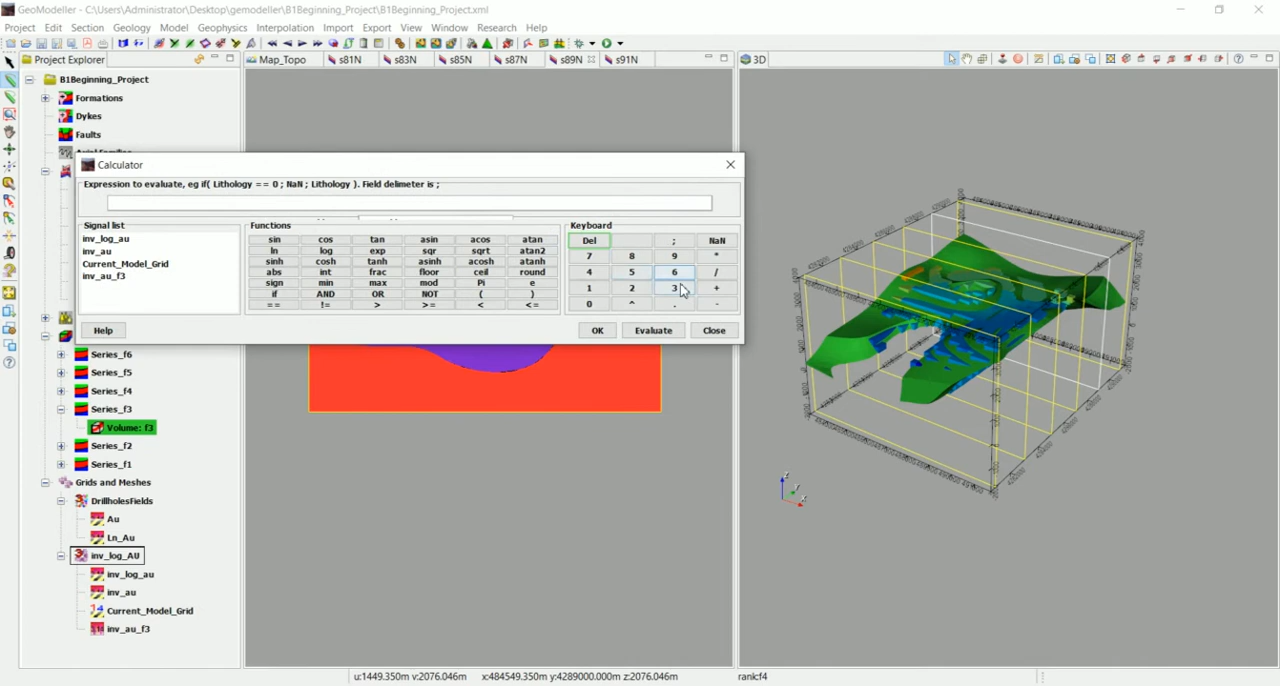 GeoModeller - C:\Users\Administrator\Desktop\gemodeller\B1Beginning_Project\B1Beginning_Project.xml
Project Edit Section Geology Model Geophysics Interpolation Import Export View Window Research Help
Project Explorer
Map_Topo s81N s83N s85N s87N s89N s91N
3D
B1Beginning_Project
Formations
Dykes
Faults
Calculator
Expression to evaluate, eg if( Lithology == 0 ; NaN ; Lithology ). Field delimeter is ;
Signal list
inv_log_au
inv_au
Current_Model_Grid
inv_au_f3
Functions
sin cos tan asin acos atan
ln log exp sqr sqrt atan2
sinh cosh tanh asinh acosh atanh
abs int frac floor ceil round
sign min max mod Pi e
if AND OR NOT ( )
== != > >= < <=
Keyboard
Del ; NaN
7 8 9 *
4 5 6 /
1 2 3 +
0 ^ . -
Help OK Evaluate Close
Series_f6
Series_f5
Series_f4
Series_f3
Volume: f3
Series_f2
Series_f1
Grids and Meshes
DrillholesFields
Au
Ln_Au
inv_log_AU
inv_log_au
inv_au
Current_Model_Grid
inv_au_f3
u:1449.350m v:2076.046m x:484549.350m y:4289000.000m z:2076.046m rank:f4